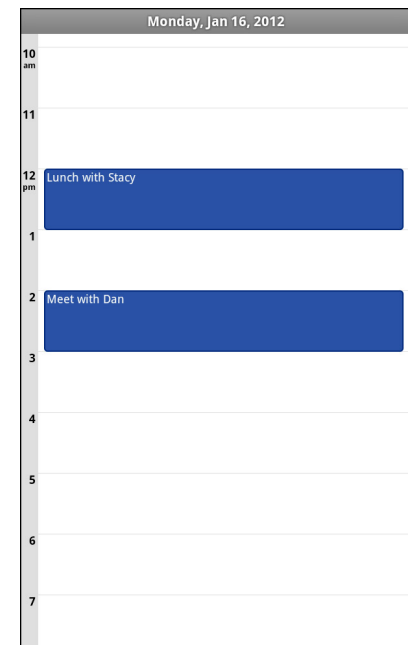 Monday, Jan 16, 2012
10
am
11
12
pm
Lunch with Stacy
1
2
Meet with Dan
3
4
5
6
7